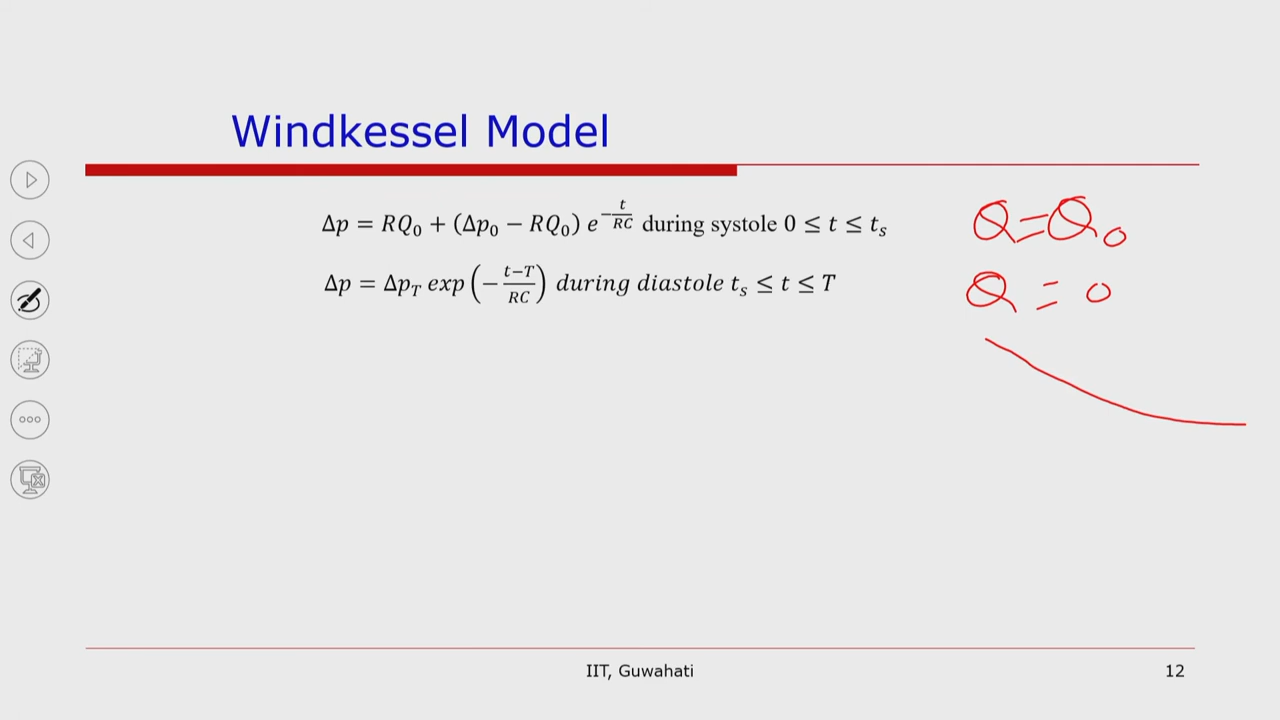 Windkessel Model
Δp = RQ₀ + (Δp₀ − RQ₀) e^(−t/RC) during systole 0 ≤ t ≤ tₛ
Q=Q₀
Δp = Δp_T exp(−(t−T)/RC) during diastole tₛ ≤ t ≤ T
Q = 0
IIT, Guwahati
12